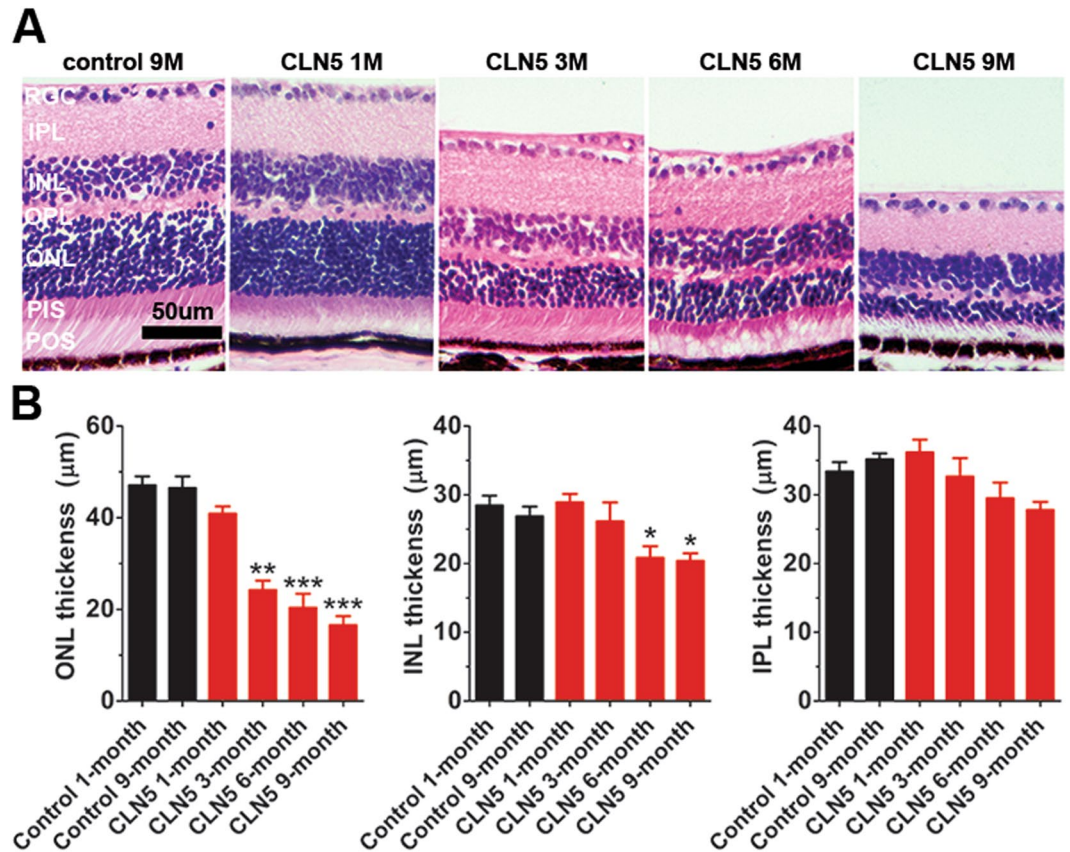 A
control 9M CLN5 1M CLN5 3M CLN5 6M CLN5 9M
RGC
IPL
INL
OPL
ONL
PIS
50um
POS
B
ONL thickenss (μm)
60
40
20
0
** *** ***
Control 1-month
Control 9-month
CLN5 1-month
CLN5 3-month
CLN5 6-month
CLN5 9-month
INL thickenss (μm)
40
30
20
10
0
* *
Control 1-month
Control 9-month
CLN5 1-month
CLN5 3-month
CLN5 6-month
CLN5 9-month
IPL thickenss (μm)
40
30
20
10
0
Control 1-month
Control 9-month
CLN5 1-month
CLN5 3-month
CLN5 6-month
CLN5 9-month